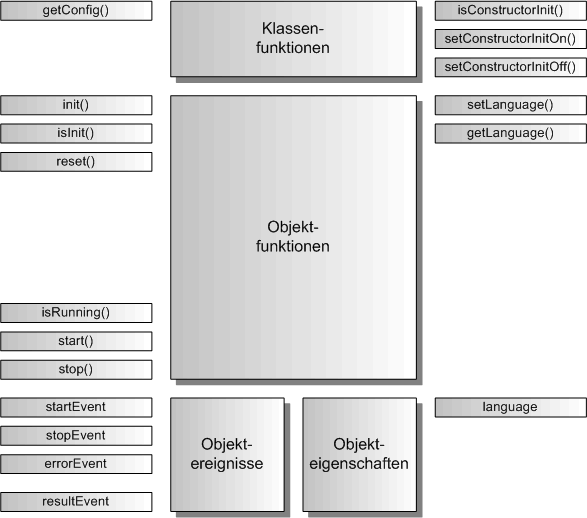 getConfig()
Klassen-
funktionen
isConstructorInit()
setConstructorInitOn()
setConstructorInitOff()
init()
isInit()
reset()
setLanguage()
getLanguage()
Objekt-
funktionen
isRunning()
start()
stop()
startEvent
stopEvent
errorEvent
resultEvent
Objekt-
ereignisse
Objekt-
eigenschaften
language